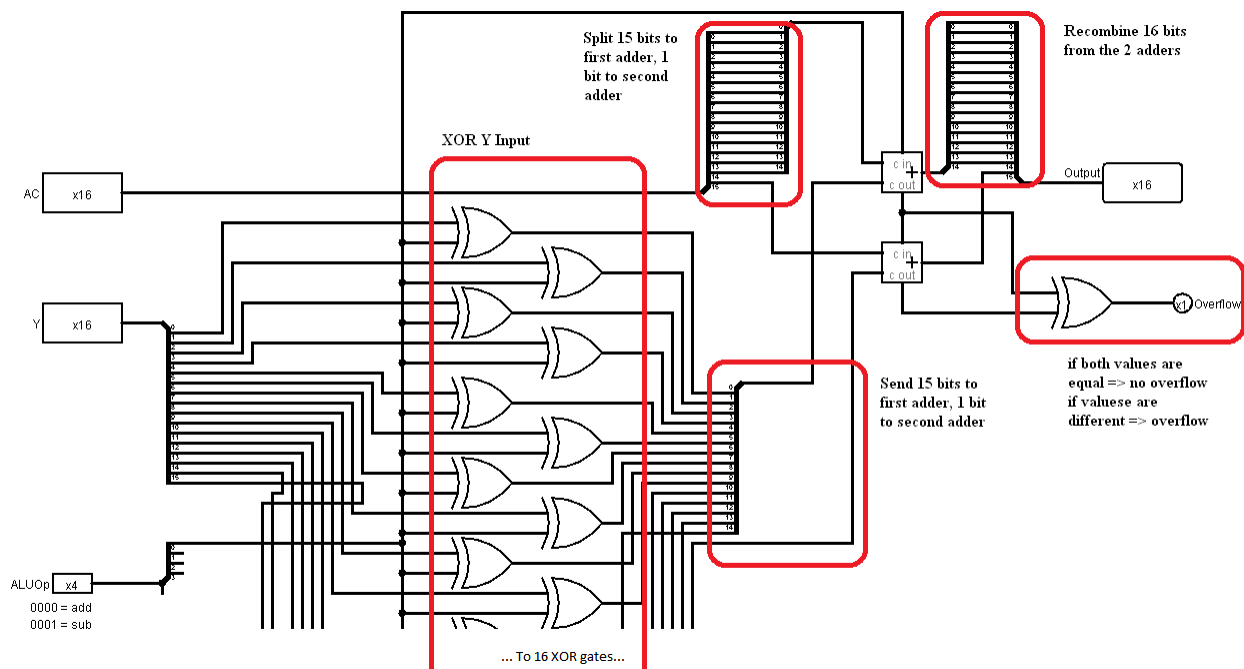 Split 15 bits to
first adder, 1
bit to second
adder
Recombine 16 bits
from the 2 adders
XOR Y Input
AC
x16
c in
+
c out
Output
x16
c in
+
c out
Y
x16
x1
Overflow
if both values are
equal => no overflow
if valuese are
different => overflow
Send 15 bits to
first adder, 1 bit
to second adder
ALUOp
x4
0000 = add
0001 = sub
... To 16 XOR gates...